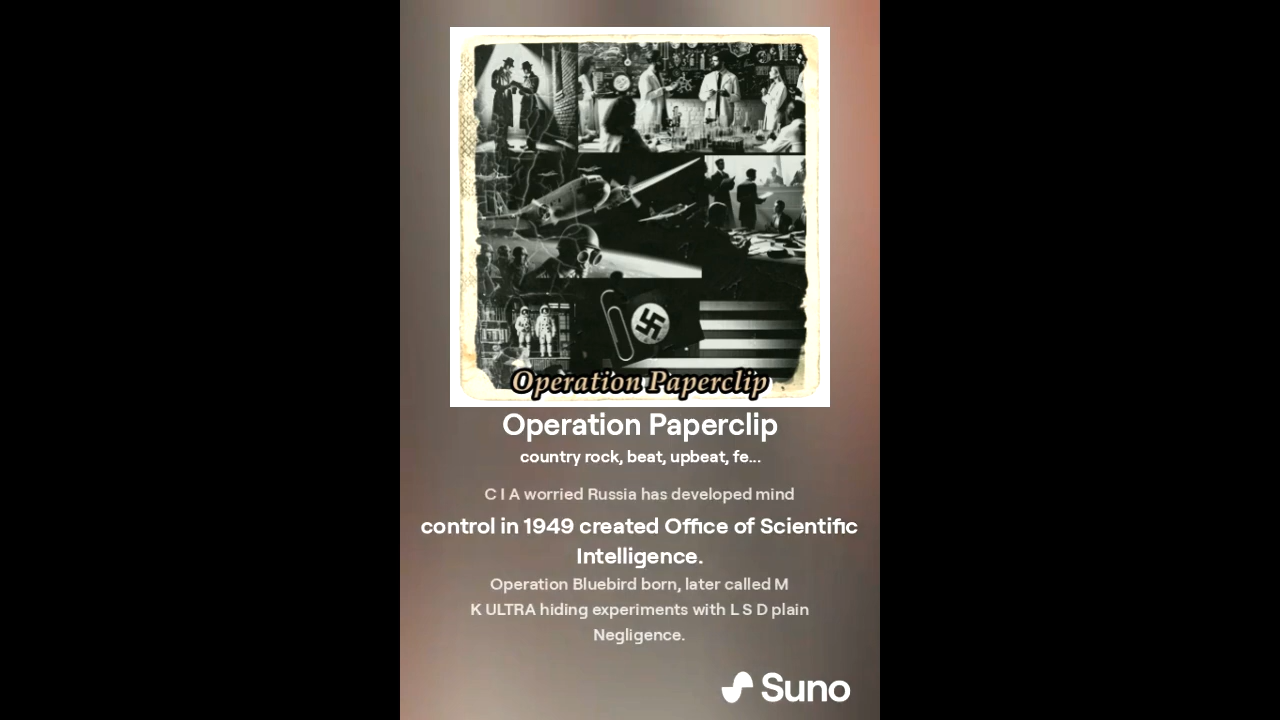 Operation Paperclip
Operation Paperclip
country rock, beat, upbeat, fe...
C I A worried Russia has developed mind
control in 1949 created Office of Scientific
Intelligence.
Operation Bluebird born, later called M
K ULTRA hiding experiments with L S D plain
Negligence.
Suno